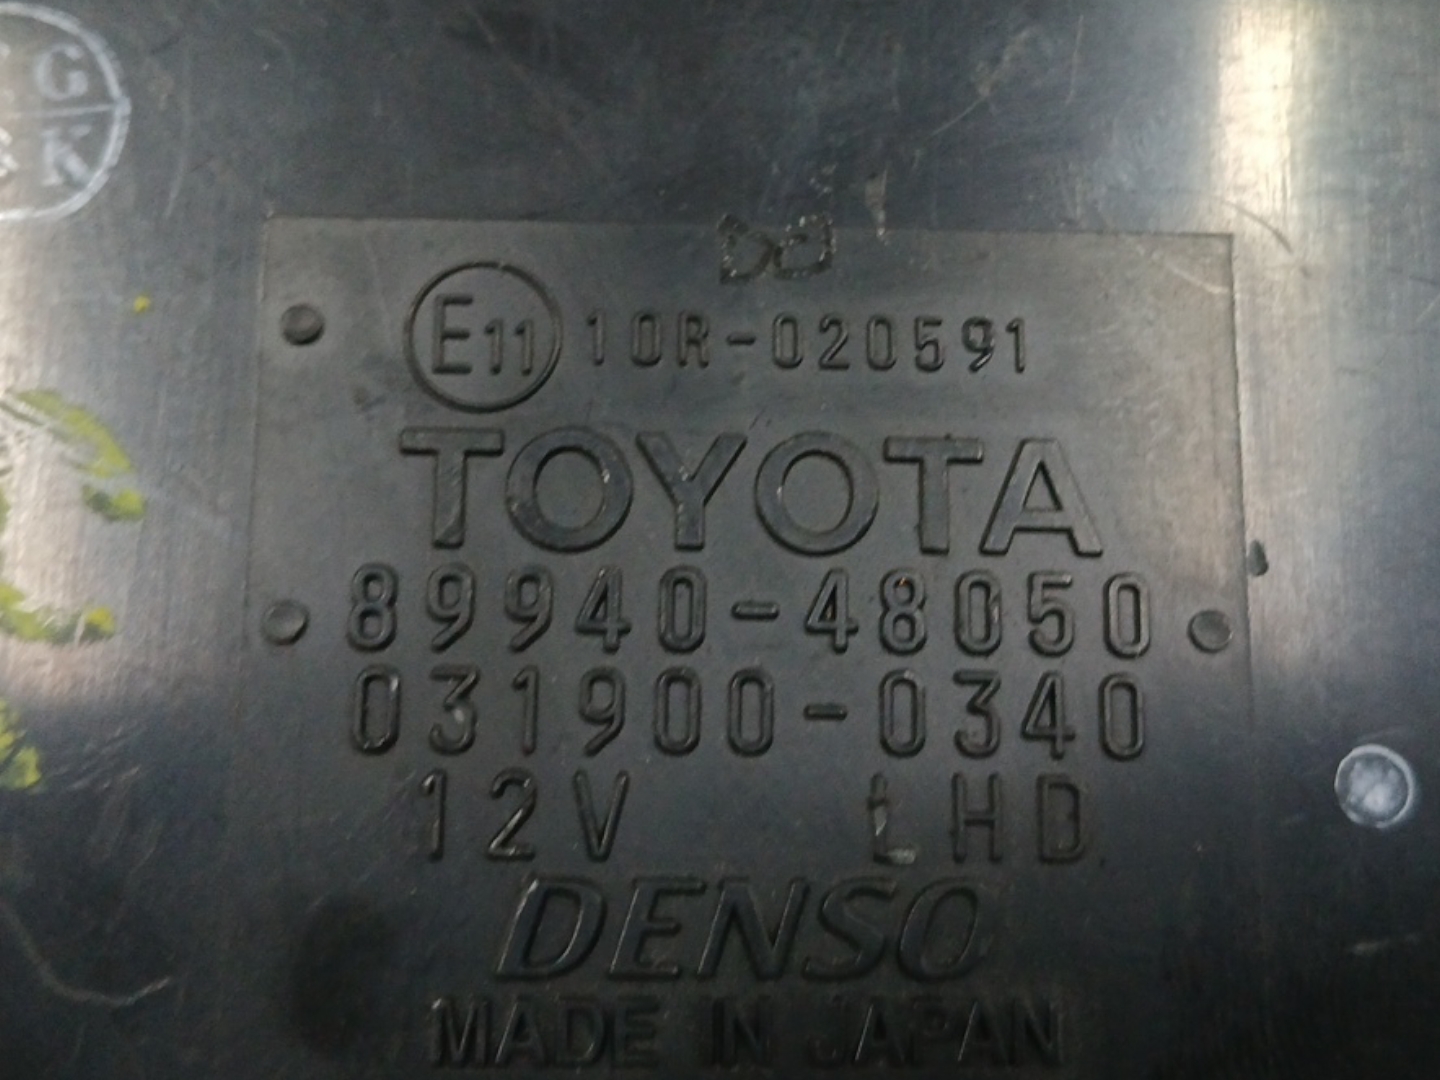 G
K
E11 10R-020591
TOYOTA
89940-48050
031900-0340
12V LHD
DENSO
MADE IN JAPAN